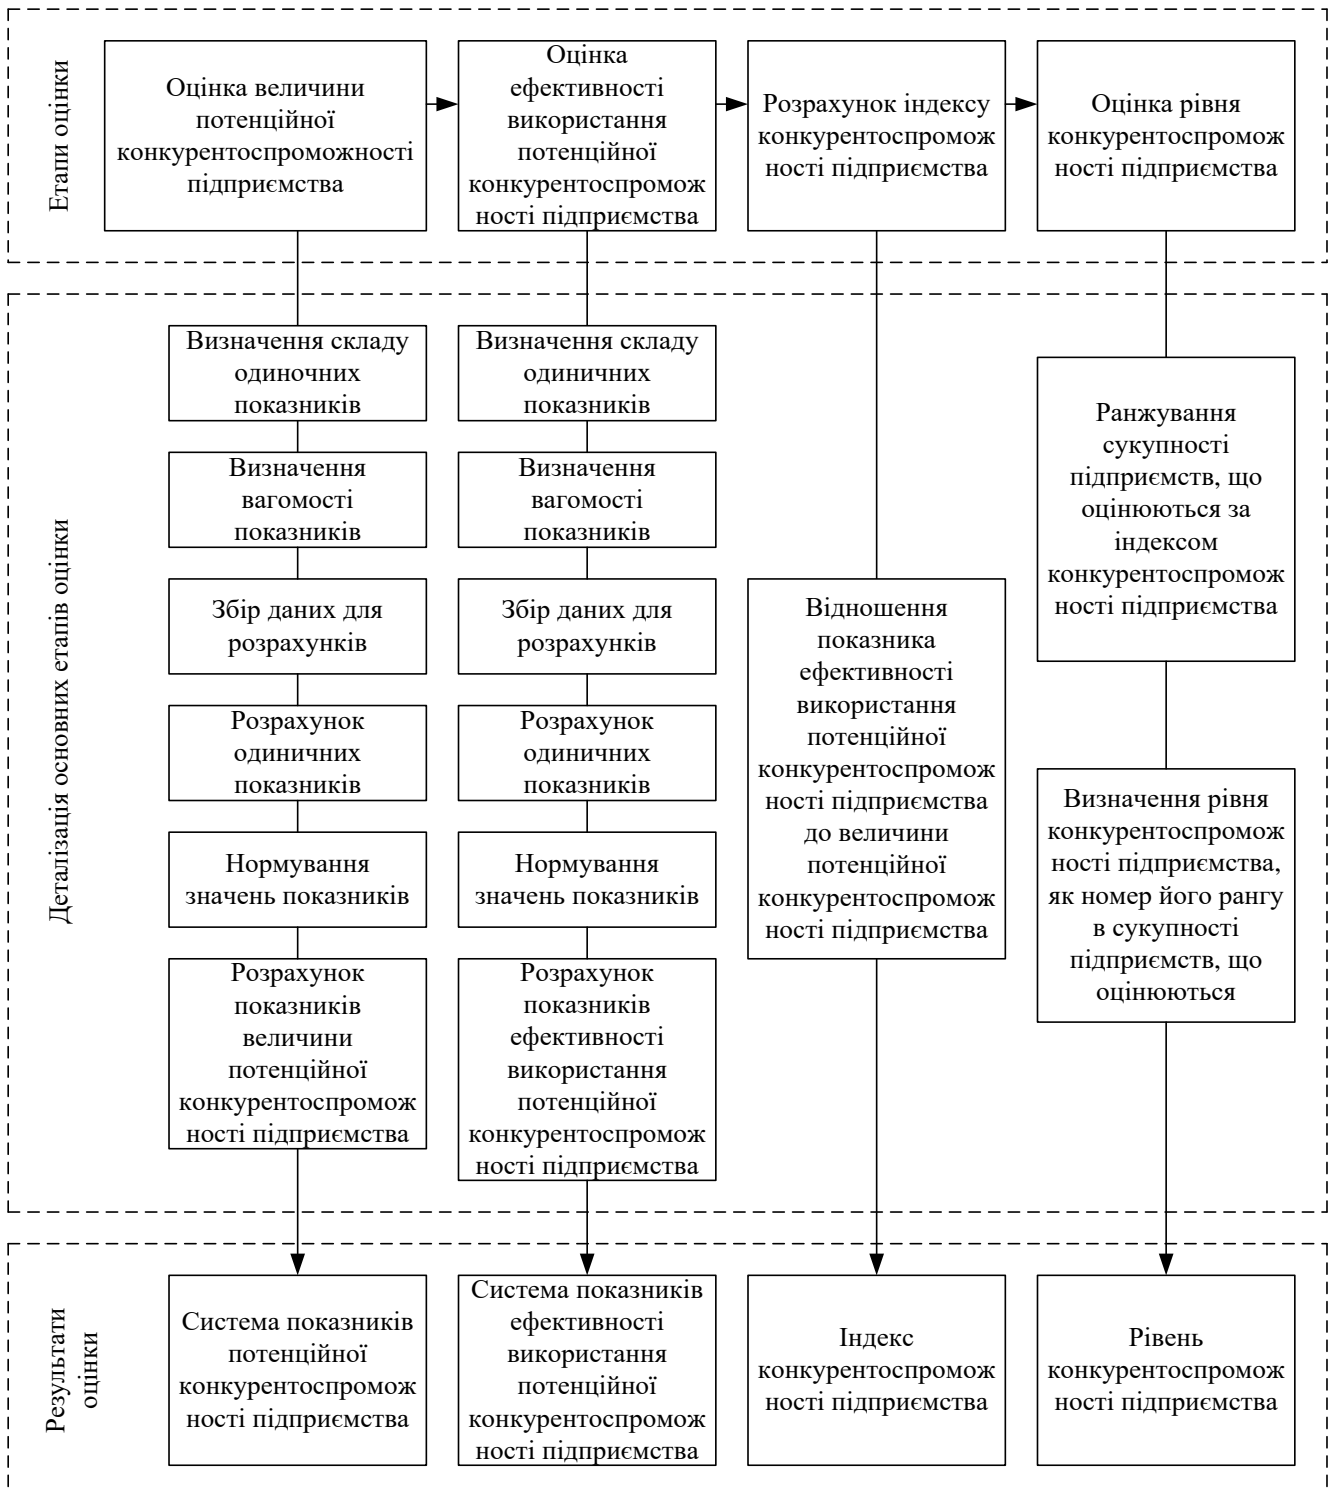 Етапи оцінки
Оцінка величини
потенційної
конкурентоспроможності
підприємства
Оцінка
ефективності
використання
потенційної
конкурентоспромож
ності підприємства
Розрахунок індексу
конкурентоспромож
ності підприємства
Оцінка рівня
конкурентоспромож
ності підприємства
Деталізація основних етапів оцінки
Визначення складу
одиночних
показників
Визначення
вагомості
показників
Збір даних для
розрахунків
Розрахунок
одиничних
показників
Нормування
значень показників
Розрахунок
показників
величини
потенційної
конкурентоспромож
ності підприємства
Визначення складу
одиничних
показників
Визначення
вагомості
показників
Збір даних для
розрахунків
Розрахунок
одиничних
показників
Нормування
значень показників
Розрахунок
показників
ефективності
використання
потенційної
конкурентоспромож
ності підприємства
Відношення
показника
ефективності
використання
потенційної
конкурентоспромож
ності підприємства
до величини
потенційної
конкурентоспромож
ності підприємства
Ранжування
сукупності
підприємств, що
оцінюються за
індексом
конкурентоспромож
ності підприємства
Визначення рівня
конкурентоспромож
ності підприємства,
як номер його рангу
в сукупності
підприємств, що
оцінюються
Результати
оцінки
Система показників
потенційної
конкурентоспромож
ності підприємства
Система показників
ефективності
використання
потенційної
конкурентоспромож
ності підприємства
Індекс
конкурентоспромож
ності підприємства
Рівень
конкурентоспромож
ності підприємства